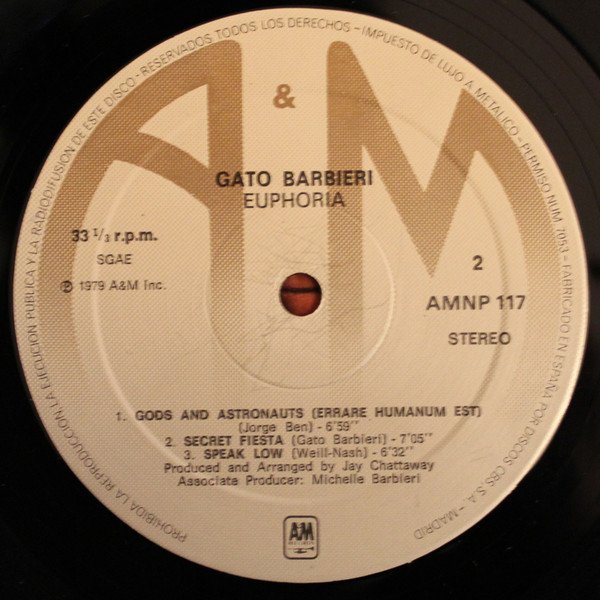 PROHIBIDA LA REPRODUCCION, LA EJECUCION PUBLICA Y LA RADIODIFUSION DE ESTE DISCO - RESERVADOS TODOS LOS DERECHOS - IMPUESTO DE LUJO A METALICO - PERMISO NUM 7053 - FABRICADO EN ESPAÑA POR DISCOS CBS, S.A. - MADRID
A & M
GATO BARBIERI
EUPHORIA
33 1/3 r.p.m.
SGAE
2
℗ 1979 A&M Inc.
AMNP 117
STEREO
1. GODS AND ASTRONAUTS (ERRARE HUMANUM EST)
(Jorge Ben) - 6'59''
2. SECRET FIESTA (Gato Barbieri) - 7'05''
3. SPEAK LOW (Weill-Nash) - 6'32''
Produced and Arranged by Jay Chattaway
Associate Producer: Michelle Barbieri
A&M
RECORDS